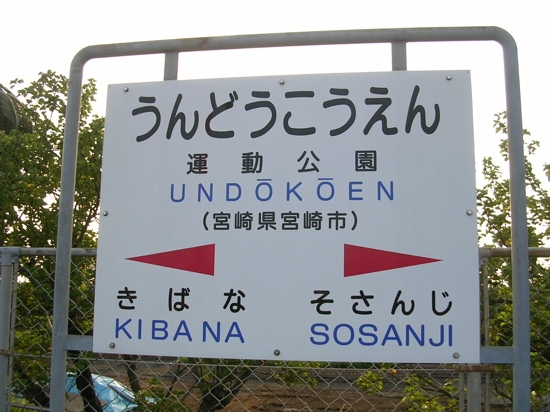 うんどうこうえん
運動公園
UNDŌKŌEN
(宮崎県宮崎市)
きばな そさんじ
KIBANA SOSANJI